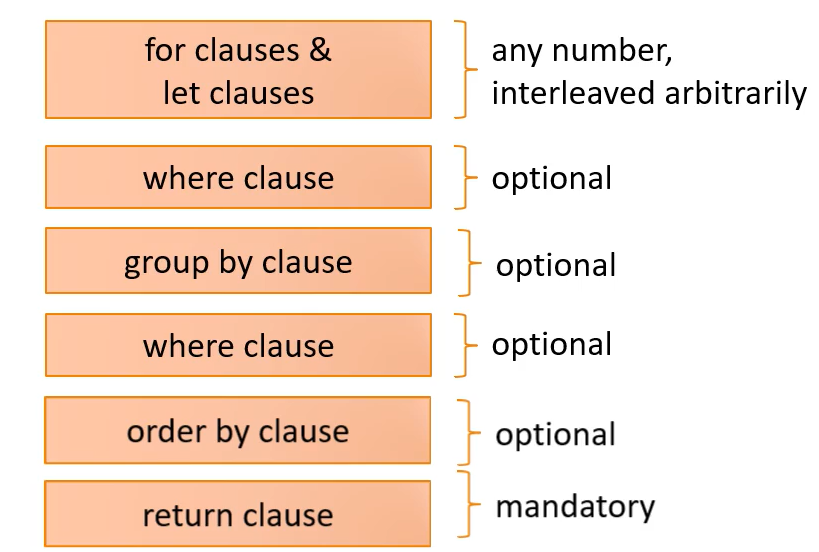 for clauses &
let clauses
any number,
interleaved arbitrarily
where clause
optional
group by clause
optional
where clause
optional
order by clause
optional
return clause
mandatory